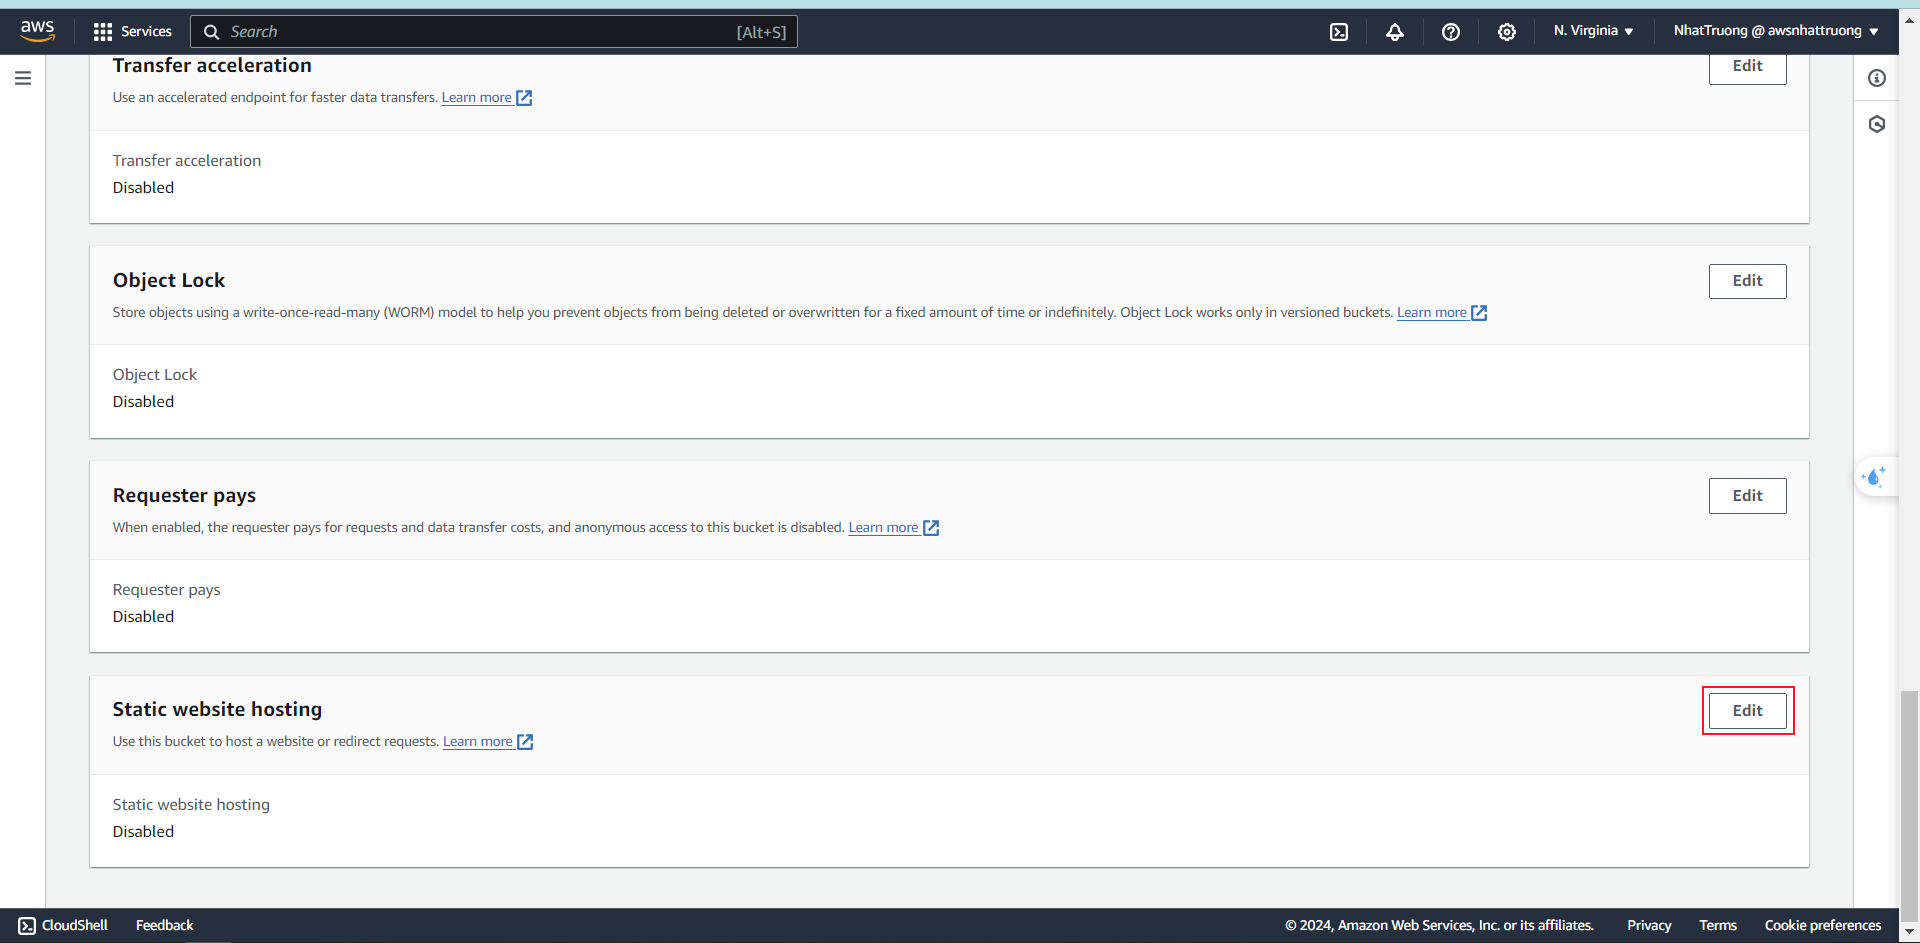 aws Services Search [Alt+S] N. Virginia NhatTruong @ awsnhattruong
Transfer acceleration Edit
Use an accelerated endpoint for faster data transfers. Learn more
Transfer acceleration
Disabled
Object Lock Edit
Store objects using a write-once-read-many (WORM) model to help you prevent objects from being deleted or overwritten for a fixed amount of time or indefinitely. Object Lock works only in versioned buckets. Learn more
Object Lock
Disabled
Requester pays Edit
When enabled, the requester pays for requests and data transfer costs, and anonymous access to this bucket is disabled. Learn more
Requester pays
Disabled
Static website hosting Edit
Use this bucket to host a website or redirect requests. Learn more
Static website hosting
Disabled
CloudShell Feedback © 2024, Amazon Web Services, Inc. or its affiliates. Privacy Terms Cookie preferences